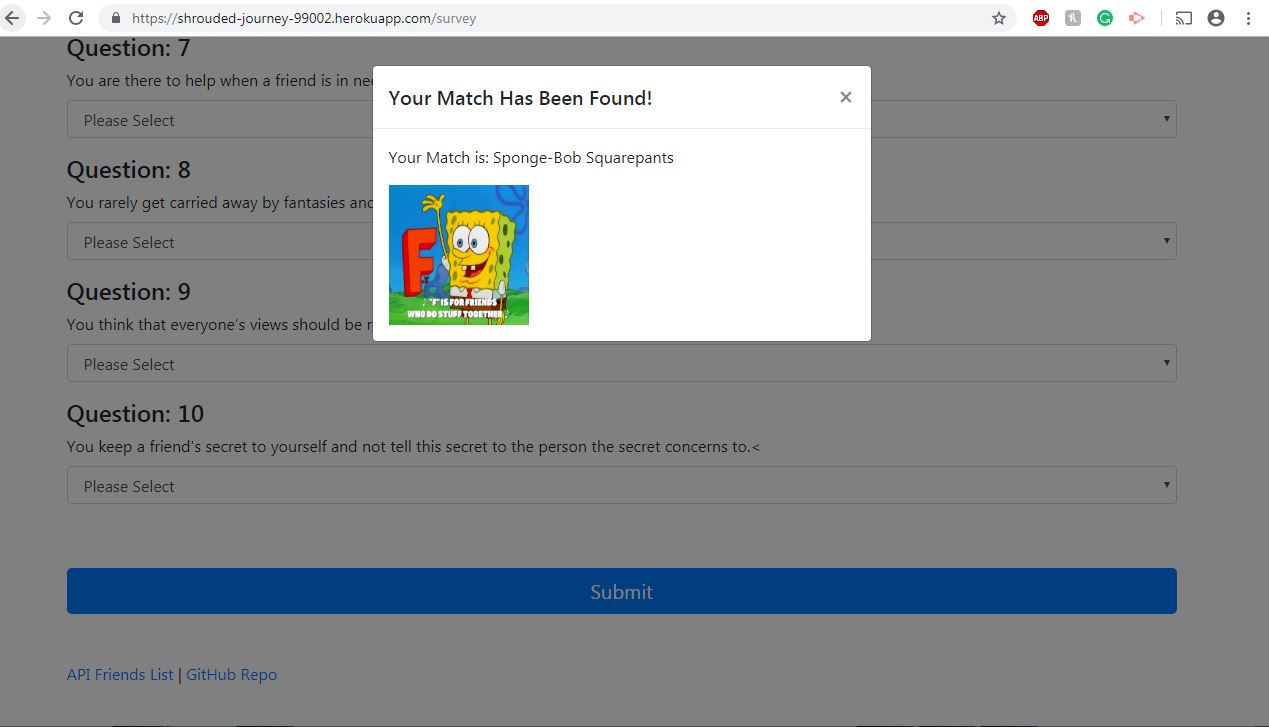 https://shrouded-journey-99002.herokuapp.com/survey
ABP
Question: 7
You are there to help when a friend is in nee
Please Select
Question: 8
You rarely get carried away by fantasies and
Please Select
Question: 9
You think that everyone's views should be r
Please Select
Question: 10
You keep a friend's secret to yourself and not tell this secret to the person the secret concerns to.<
Please Select
Submit
API Friends List | GitHub Repo
Your Match Has Been Found!
×
Your Match is: Sponge-Bob Squarepants
F
♪ "F" IS FOR FRIENDS
WHO DO STUFF TOGETHER ♪